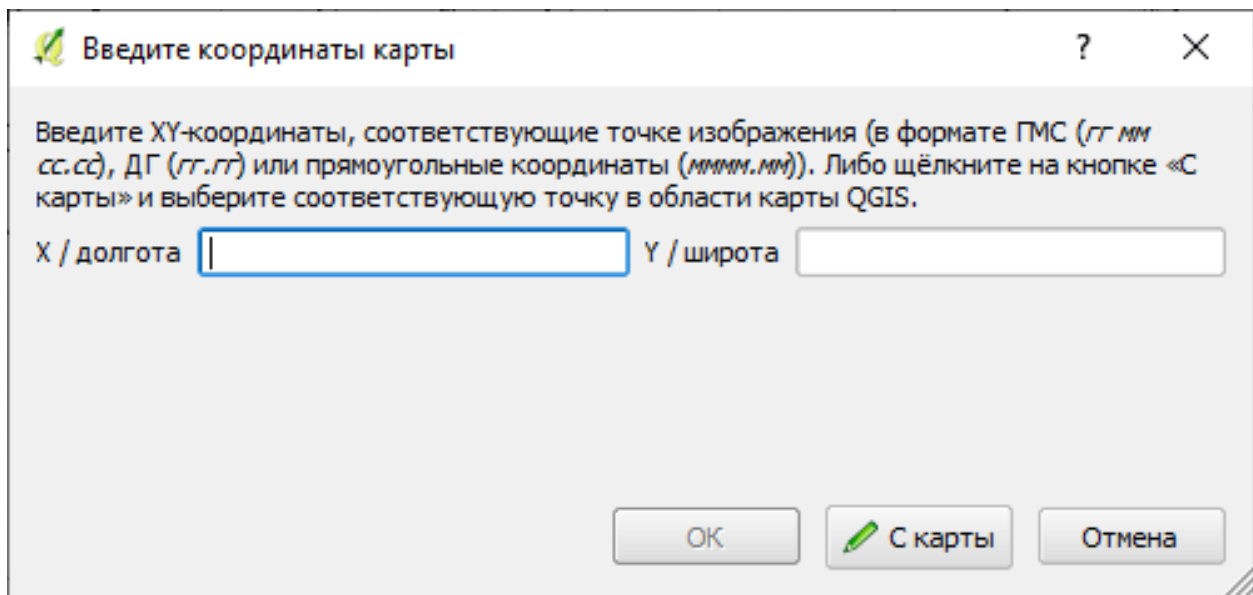 Введите координаты карты
?
Введите XY-координаты, соответствующие точке изображения (в формате ГМС (гг мм
сс.сс), ДГ (гг.гг) или прямоугольные координаты (мммм.мм)). Либо щёлкните на кнопке «С
карты» и выберите соответствующую точку в области карты QGIS.
X / долгота Y / широта
ОК С карты Отмена